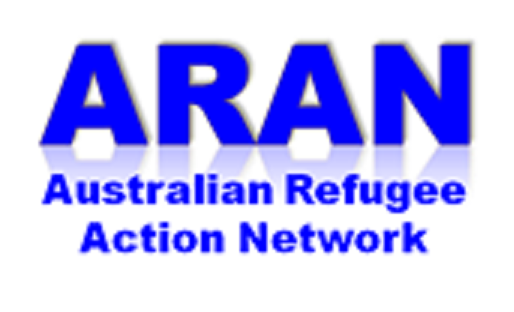 ARAN
Australian Refugee
Action Network